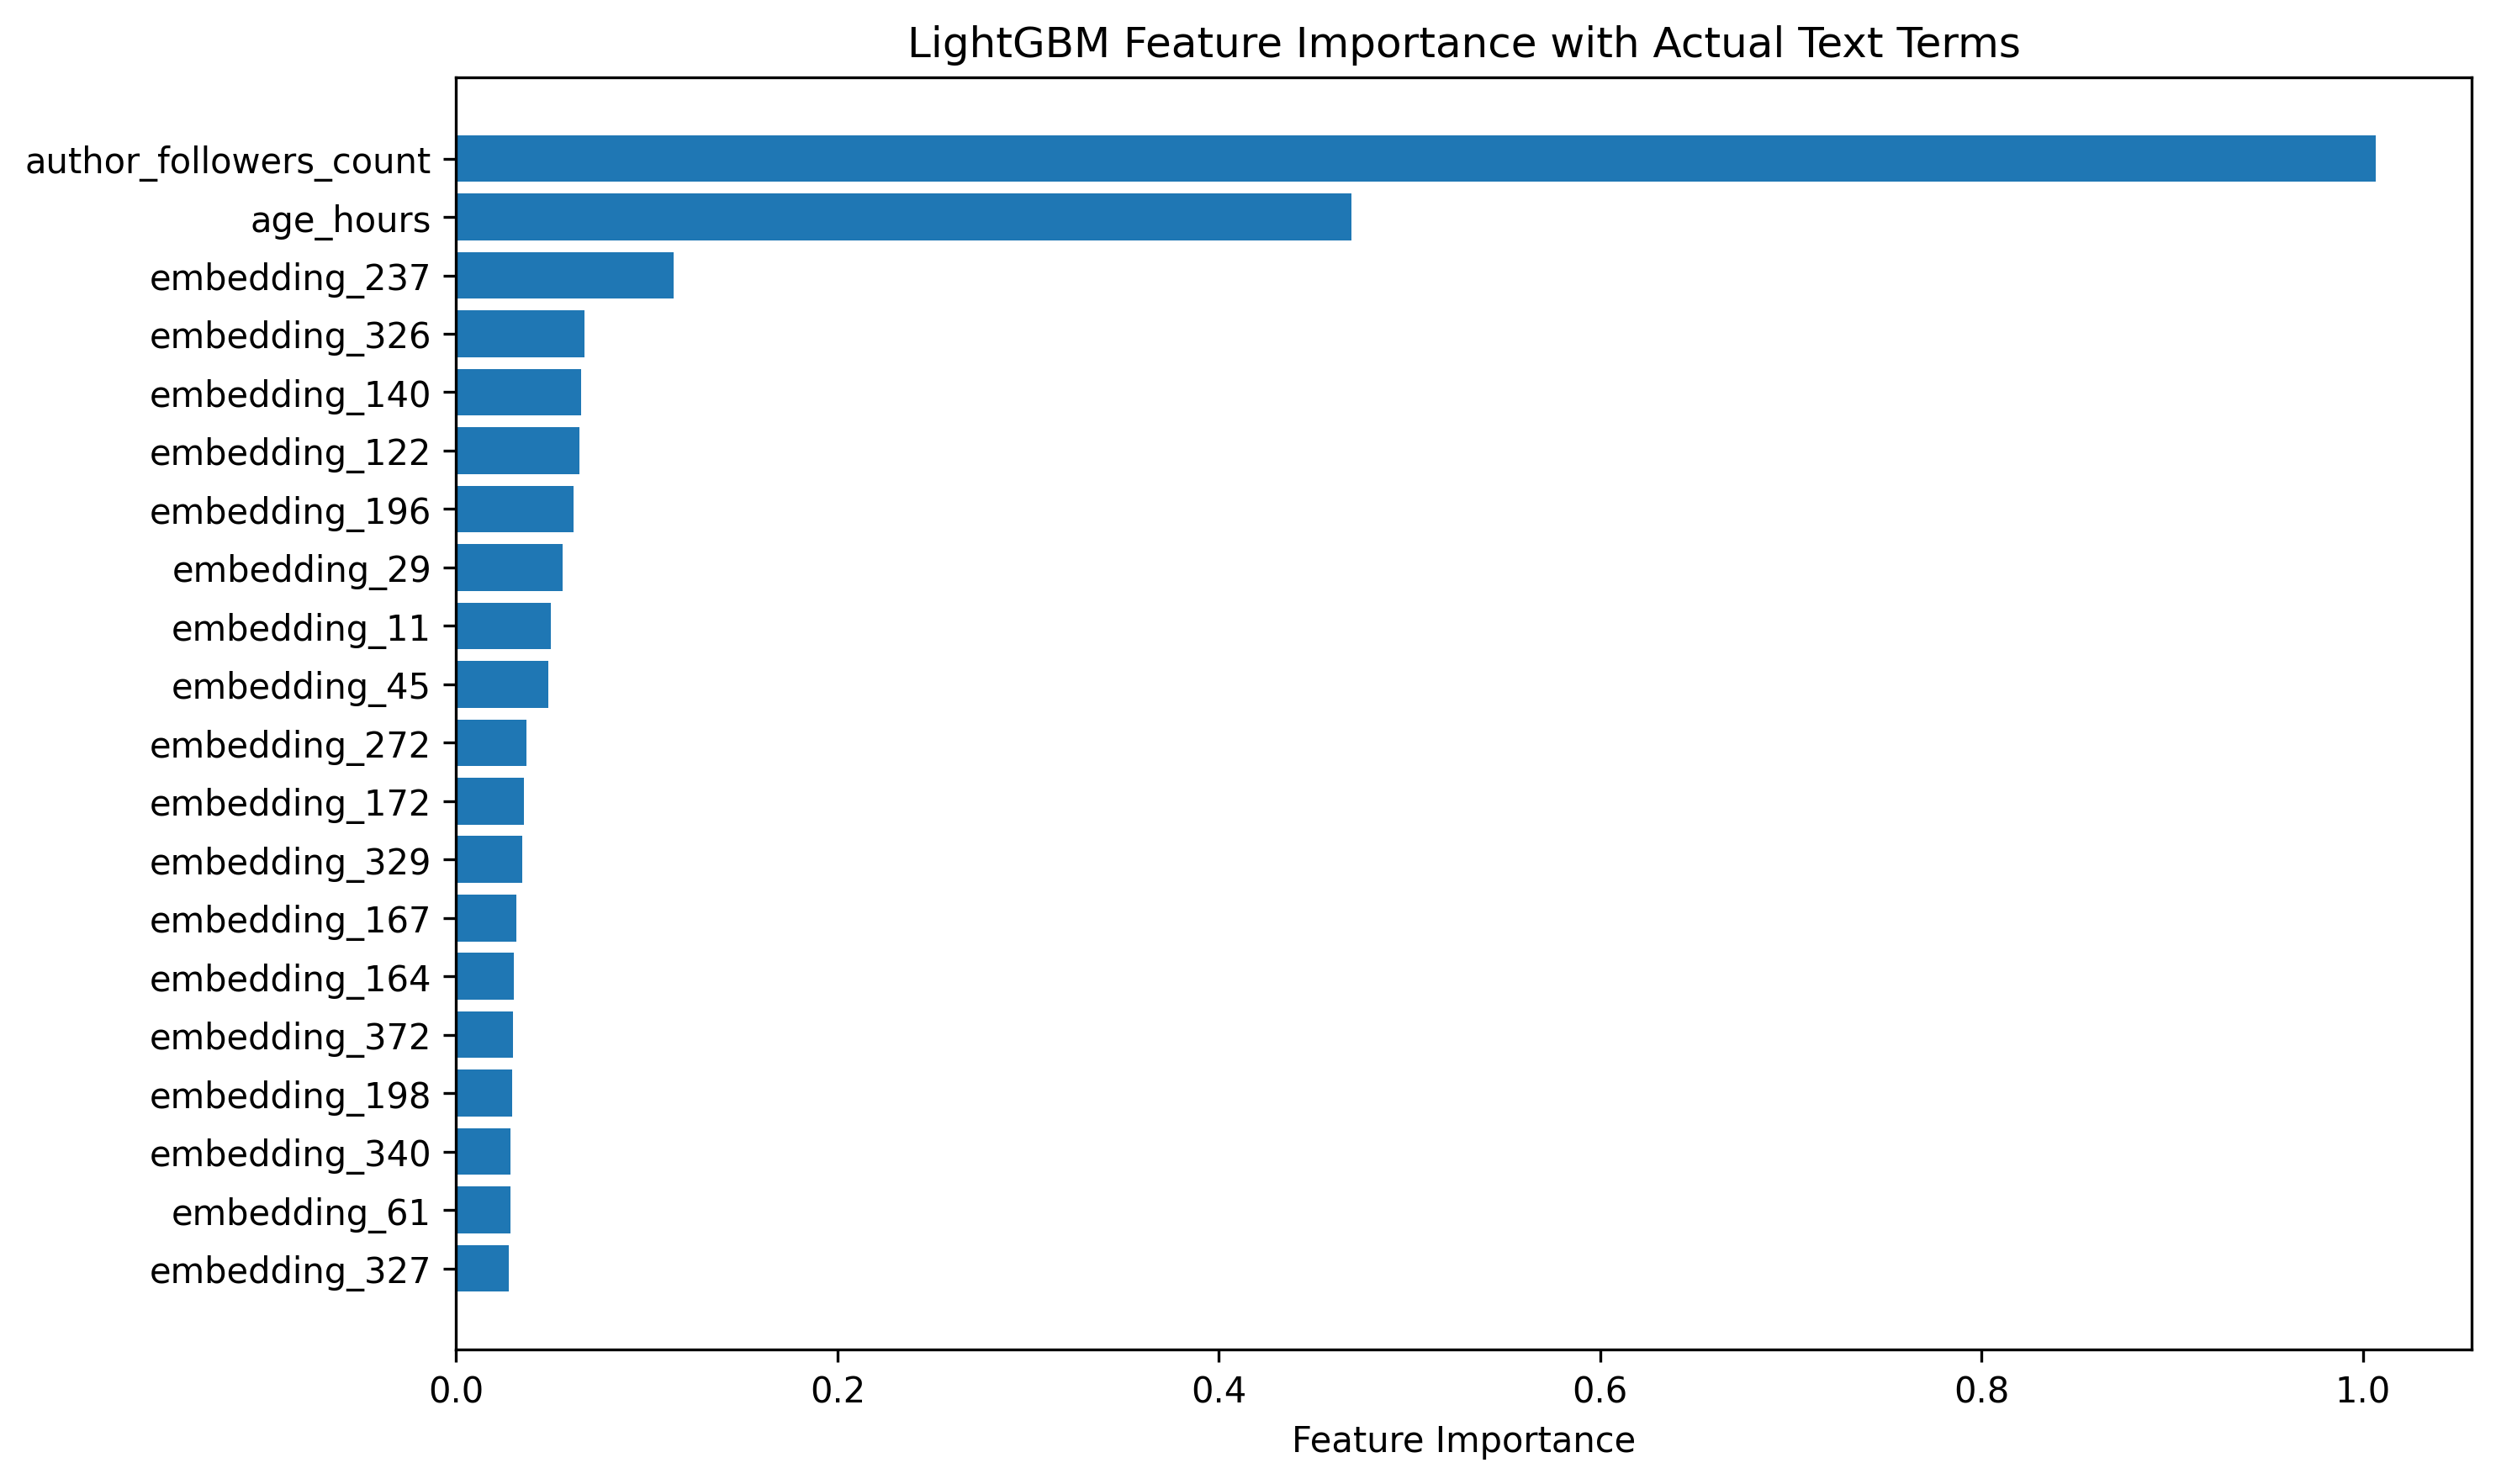 LightGBM Feature Importance with Actual Text Terms
author_followers_count
age_hours
embedding_237
embedding_326
embedding_140
embedding_122
embedding_196
embedding_29
embedding_11
embedding_45
embedding_272
embedding_172
embedding_329
embedding_167
embedding_164
embedding_372
embedding_198
embedding_340
embedding_61
embedding_327
0.0 0.2 0.4 0.6 0.8 1.0
Feature Importance